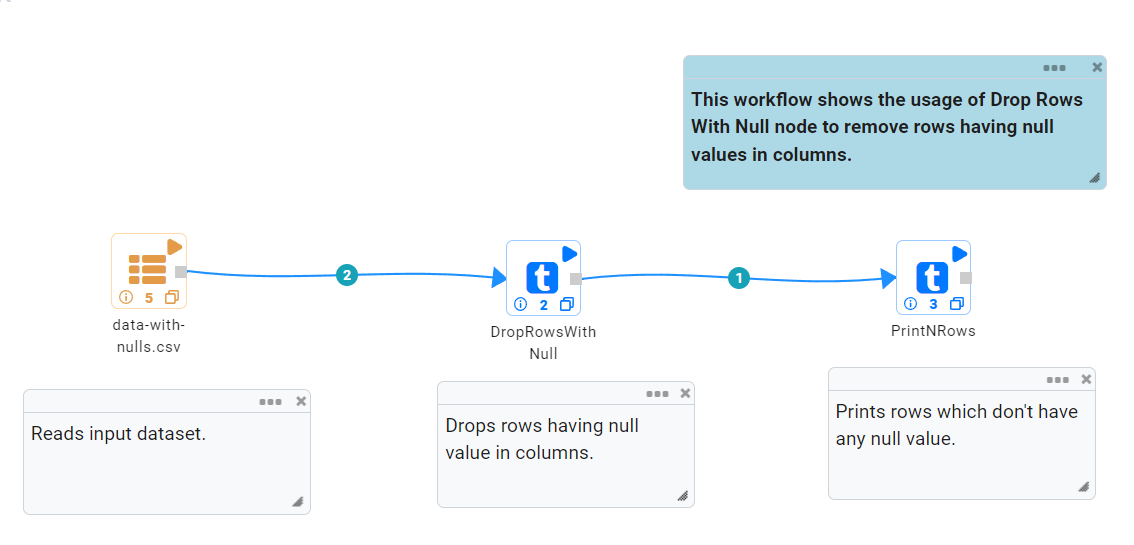 This workflow shows the usage of Drop Rows
With Null node to remove rows having null
values in columns.
2
1
t
t
5
2
3
data-with-
nulls.csv
DropRowsWith
Null
PrintNRows
Reads input dataset.
Drops rows having null
value in columns.
Prints rows which don't have
any null value.